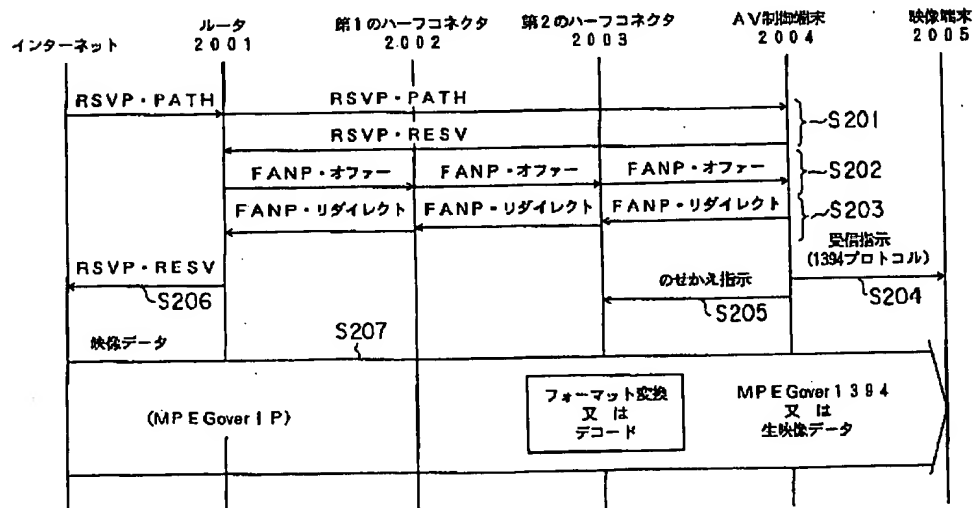 インターネット
ルータ
2001
第1のハーフコネクタ
2002
第2のハーフコネクタ
2003
AV制御端末
2004
映像端末
2005
RSVP・PATH
RSVP・PATH
RSVP・RESV
S201
FANP・オファー
FANP・オファー
FANP・オファー
S202
FANP・リダイレクト
FANP・リダイレクト
FANP・リダイレクト
S203
受信指示
(1394プロトコル)
RSVP・RESV
のせかえ指示
S204
S206
S205
映像データ
S207
(MPEGoverIP)
フォーマット変換
又は
デコード
MPEGover1394
又は
生映像データ